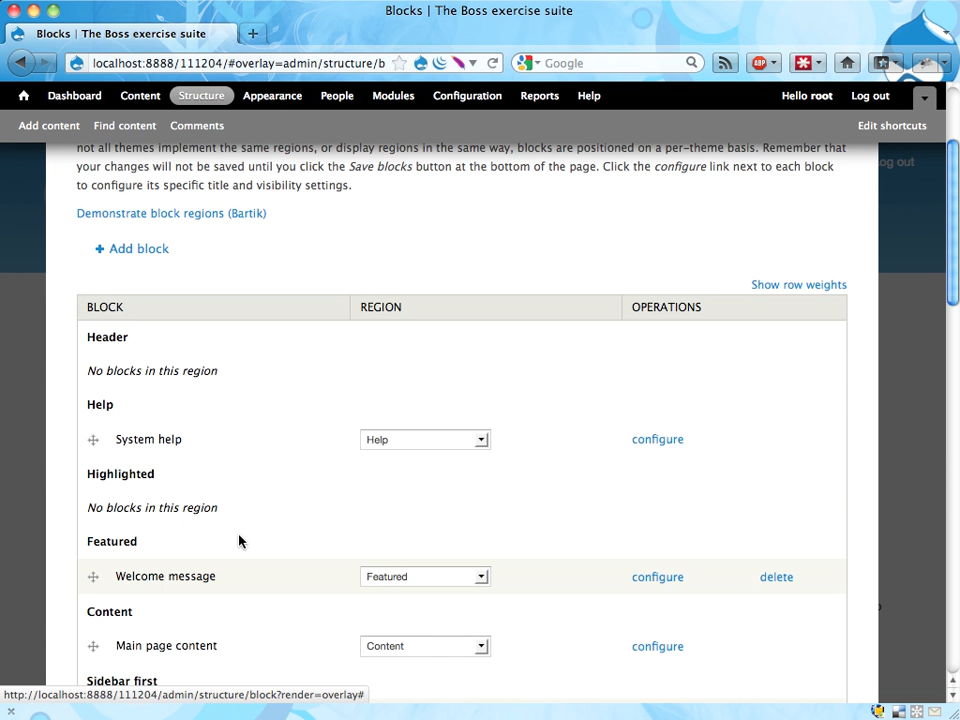 Blocks | The Boss exercise suite
Blocks | The Boss exercise suite
localhost:8888/111204/#overlay=admin/structure/b
Google
ABP
Dashboard Content Structure Appearance People Modules Configuration Reports Help Hello root Log out
Add content Find content Comments Edit shortcuts
not all themes implement the same regions, or display regions in the same way, blocks are positioned on a per-theme basis. Remember that
your changes will not be saved until you click the Save blocks button at the bottom of the page. Click the configure link next to each block
to configure its specific title and visibility settings.
og out
Demonstrate block regions (Bartik)
+ Add block
Show row weights
BLOCK REGION OPERATIONS
Header
No blocks in this region
Help
System help Help configure
Highlighted
No blocks in this region
Featured
Welcome message Featured configure delete
Content
Main page content Content configure
Sidebar first
http://localhost:8888/111204/admin/structure/block?render=overlay#